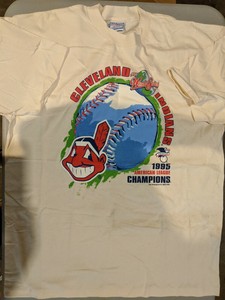 CLEVELAND
INDIANS
1995
AMERICAN LEAGUE
CHAMPIONS